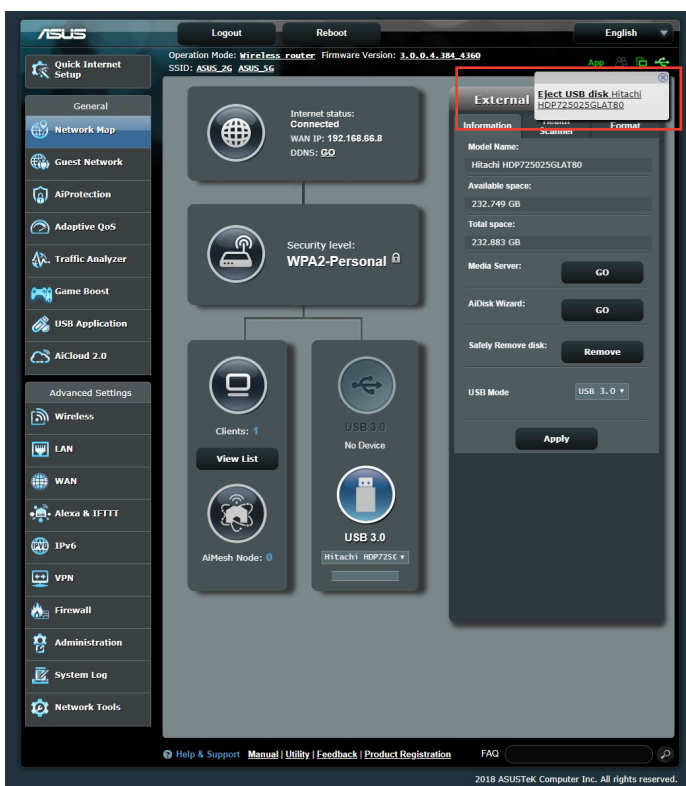 ASUS
Logout
Reboot
English
Quick Internet
Setup
Operation Mode: Wireless router Firmware Version: 3.0.0.4.384_4360
SSID: ASUS_2G ASUS_5G
App
General
Network Map
Guest Network
AiProtection
Adaptive QoS
Traffic Analyzer
Game Boost
USB Application
AiCloud 2.0
Advanced Settings
Wireless
LAN
WAN
Alexa & IFTTT
IPv6
VPN
Firewall
Administration
System Log
Network Tools
Internet status:
Connected
WAN IP: 192.168.66.8
DDNS: GO
Security level:
WPA2-Personal
Clients: 1
View List
AiMesh Node: 0
USB 3.0
No Device
USB 3.0
Hitachi HDP725C
External
Eject USB disk Hitachi
HDP725025GLAT80
Information
Health
Scanner
Format
Model Name:
Hitachi HDP725025GLAT80
Available space:
232.749 GB
Total space:
232.883 GB
Media Server:
GO
AiDisk Wizard:
GO
Safely Remove disk:
Remove
USB Mode
USB 3.0
Apply
Help & Support Manual | Utility | Feedback | Product Registration
FAQ
2018 ASUSTeK Computer Inc. All rights reserved.